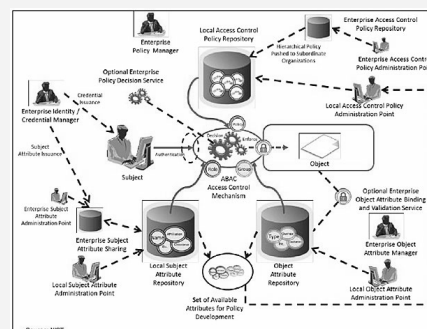 Enterprise
Policy Manager
Local Access Control
Policy Repository
Enterprise Access Control
Policy Repository
Hierarchical Policy
Pushed to Subordinate
Organizations
Enterprise Access Cont
Policy Administration Point
Optional Enterprise
Policy Decision Service
Credential
Issuance
Enterprise Identity /
Credential Manager
Local Access Control Policy
Administration Point
Policy
Decision
Enforce
Subject
Attribute Issuance
Authentication
Subject
Object
Role
ABAC
Access Control
Mechanism
Enterprise Subject
Attribute
Administration Point
Enterprise Subject
Attribute Sharing
Name
Type
Optional Enterprise
Object Attribute Binding
and Validation Service
Enterprise Object
Attribute Manager
Local Subject Attribute
Administration Point
Local Subject Attribute
Repository
Object
Attribute Repository
Local Object Attribute
Administration Point
Set of Available
Attributes for Policy
Development